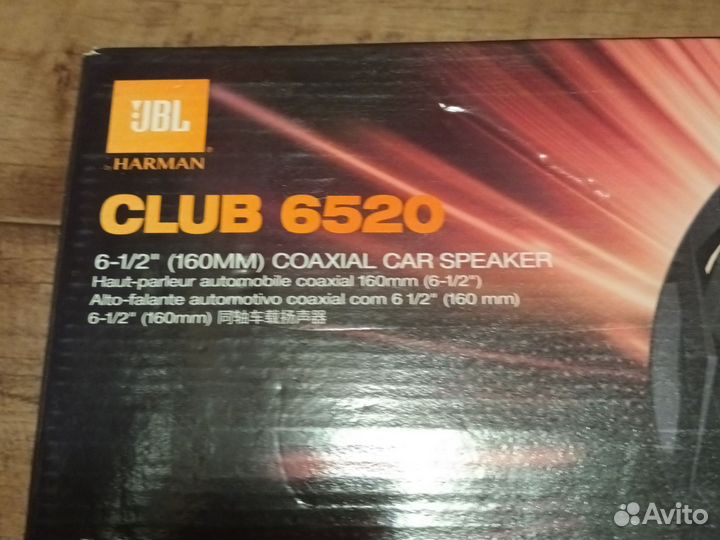 JBL
by HARMAN
CLUB 6520
6-1/2" (160MM) COAXIAL CAR SPEAKER
Haut-parleur automobile coaxial 160mm (6-1/2")
Alto-falante automotivo coaxial com 6 1/2" (160 mm)
6-1/2" (160mm) 同轴车载扬声器
Avito